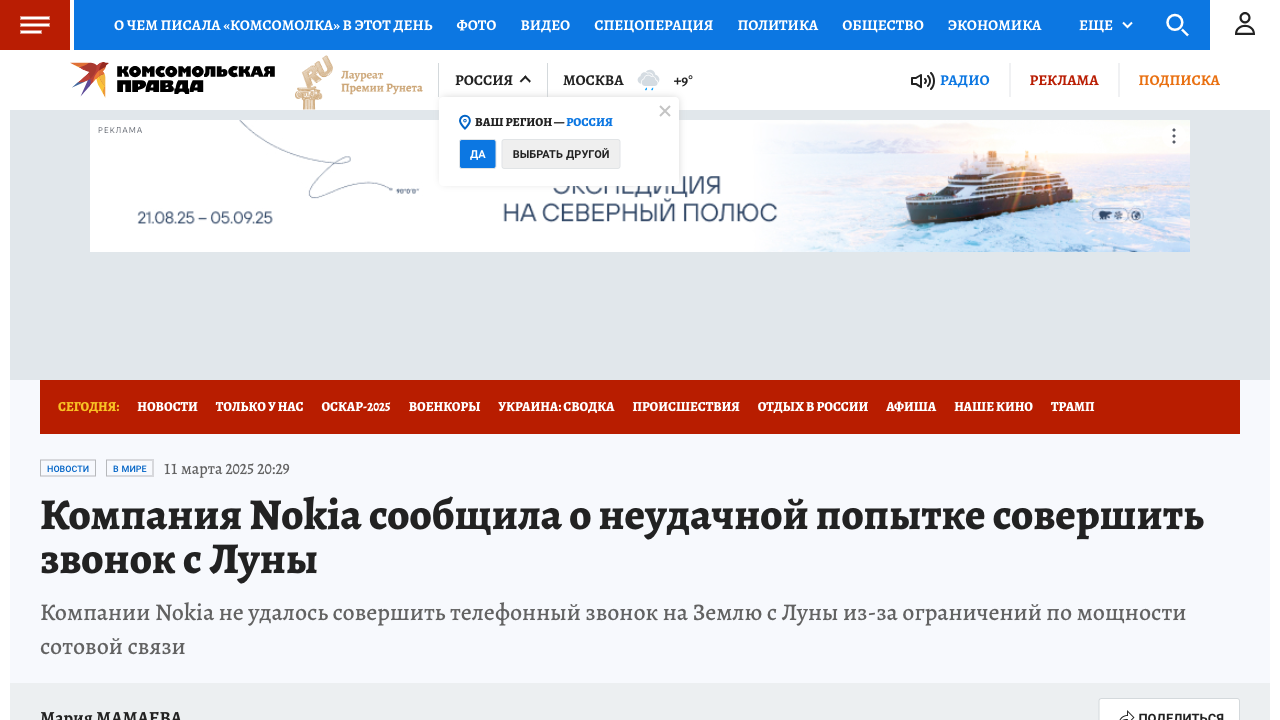 О ЧЕМ ПИСАЛА «КОМСОМОЛКА» В ЭТОТ ДЕНЬ ФОТО ВИДЕО СПЕЦОПЕРАЦИЯ ПОЛИТИКА ОБЩЕСТВО ЭКОНОМИКА ЕЩЕ
КОМСОМОЛЬСКАЯ
ПРАВДА
.RU
Лауреат
Премии Рунета
РОССИЯ
МОСКВА
+9°
РАДИО
РЕКЛАМА
ПОДПИСКА
ВАШ РЕГИОН — РОССИЯ
ДА
ВЫБРАТЬ ДРУГОЙ
РЕКЛАМА
90°0'0"
21.08.25 – 05.09.25
ЭКСПЕДИЦИЯ
НА СЕВЕРНЫЙ ПОЛЮС
СЕГОДНЯ: НОВОСТИ ТОЛЬКО У НАС ОСКАР-2025 ВОЕНКОРЫ УКРАИНА: СВОДКА ПРОИСШЕСТВИЯ ОТДЫХ В РОССИИ АФИША НАШЕ КИНО ТРАМП
НОВОСТИ В МИРЕ 11 марта 2025 20:29
Компания Nokia сообщила о неудачной попытке совершить
звонок с Луны
Компании Nokia не удалось совершить телефонный звонок на Землю с Луны из-за ограничений по мощности
сотовой связи
Мария МАМАЕВА
ПОДЕЛИТЬСЯ